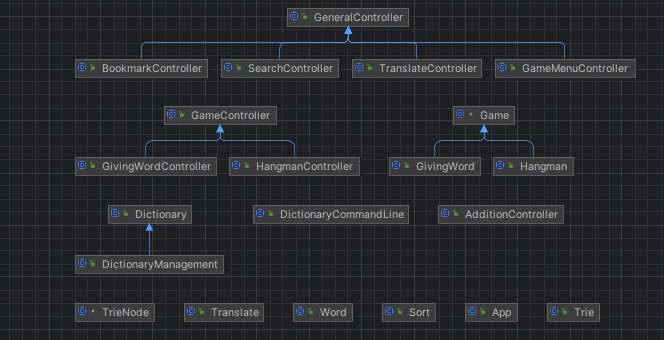 GeneralController
BookmarkController SearchController TranslateController GameMenuController
GameController Game
GivingWordController HangmanController GivingWord Hangman
Dictionary DictionaryCommandLine AdditionController
DictionaryManagement
TrieNode Translate Word Sort App Trie